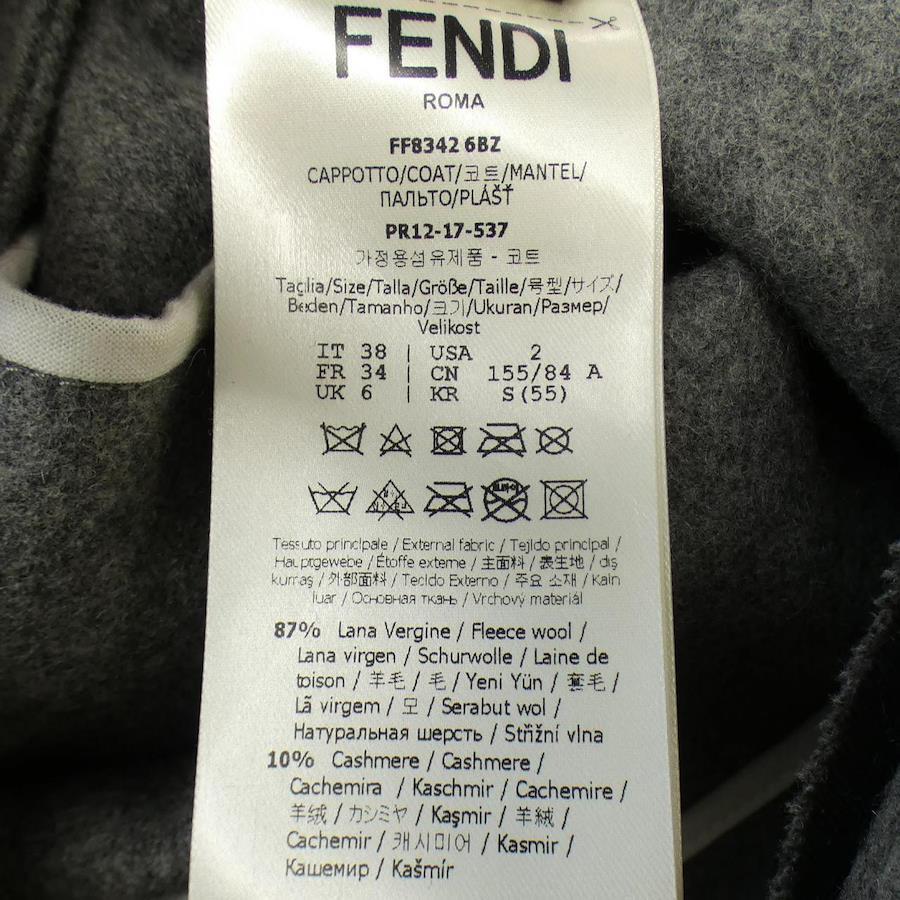 FENDI
ROMA
FF8342 6BZ
CAPPOTTO/COAT/코트/MANTEL/
ПАЛЬТО/PLÁŠŤ
PR12-17-537
가정용섬유제품 - 코트
Taglia/Size/Talla/Größe/Taille/号型/サイズ/
Beden/Tamanho/크기/Ukuran/Размер/
Velikost
IT 38 | USA 2
FR 34 | CN 155/84 A
UK 6 | KR S(55)
Tessuto principale / External fabric / Tejido principal /
Hauptgewebe / Étoffe externe / 主面料 / 表生地 / dış
kumaş / 外部面料 / Tecido Externo / 주요 소재 / Kain
luar / Основная ткань / Vrchový materiál
87% Lana Vergine / Fleece wool /
Lana virgen / Schurwolle / Laine de
toison / 羊毛 / 毛 / Yeni Yün / 套毛 /
Lã virgem / 모 / Serabut wol /
Натуральная шерсть / Střižní vlna
10% Cashmere / Cashmere /
Cachemira / Kaschmir / Cachemire /
羊绒 / カシミヤ / Kaşmir / 羊絨 /
Cachemir / 캐시미어 / Kasmir /
Кашемир / Kašmír